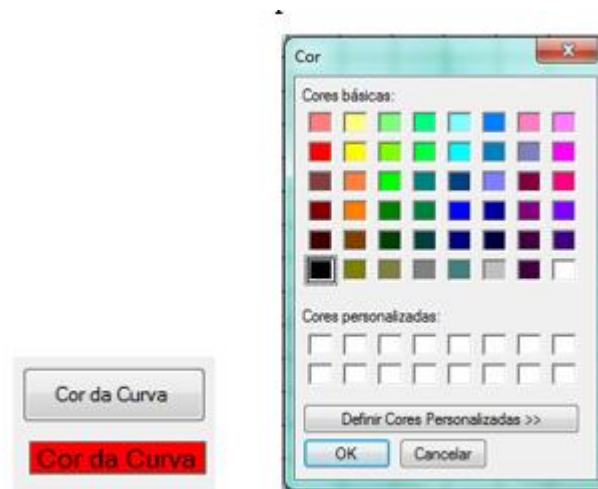 Cor
Cores básicas:
Cores personalizadas:
Definir Cores Personalizadas >>
OK Cancelar
Cor da Curva
Cor da Curva